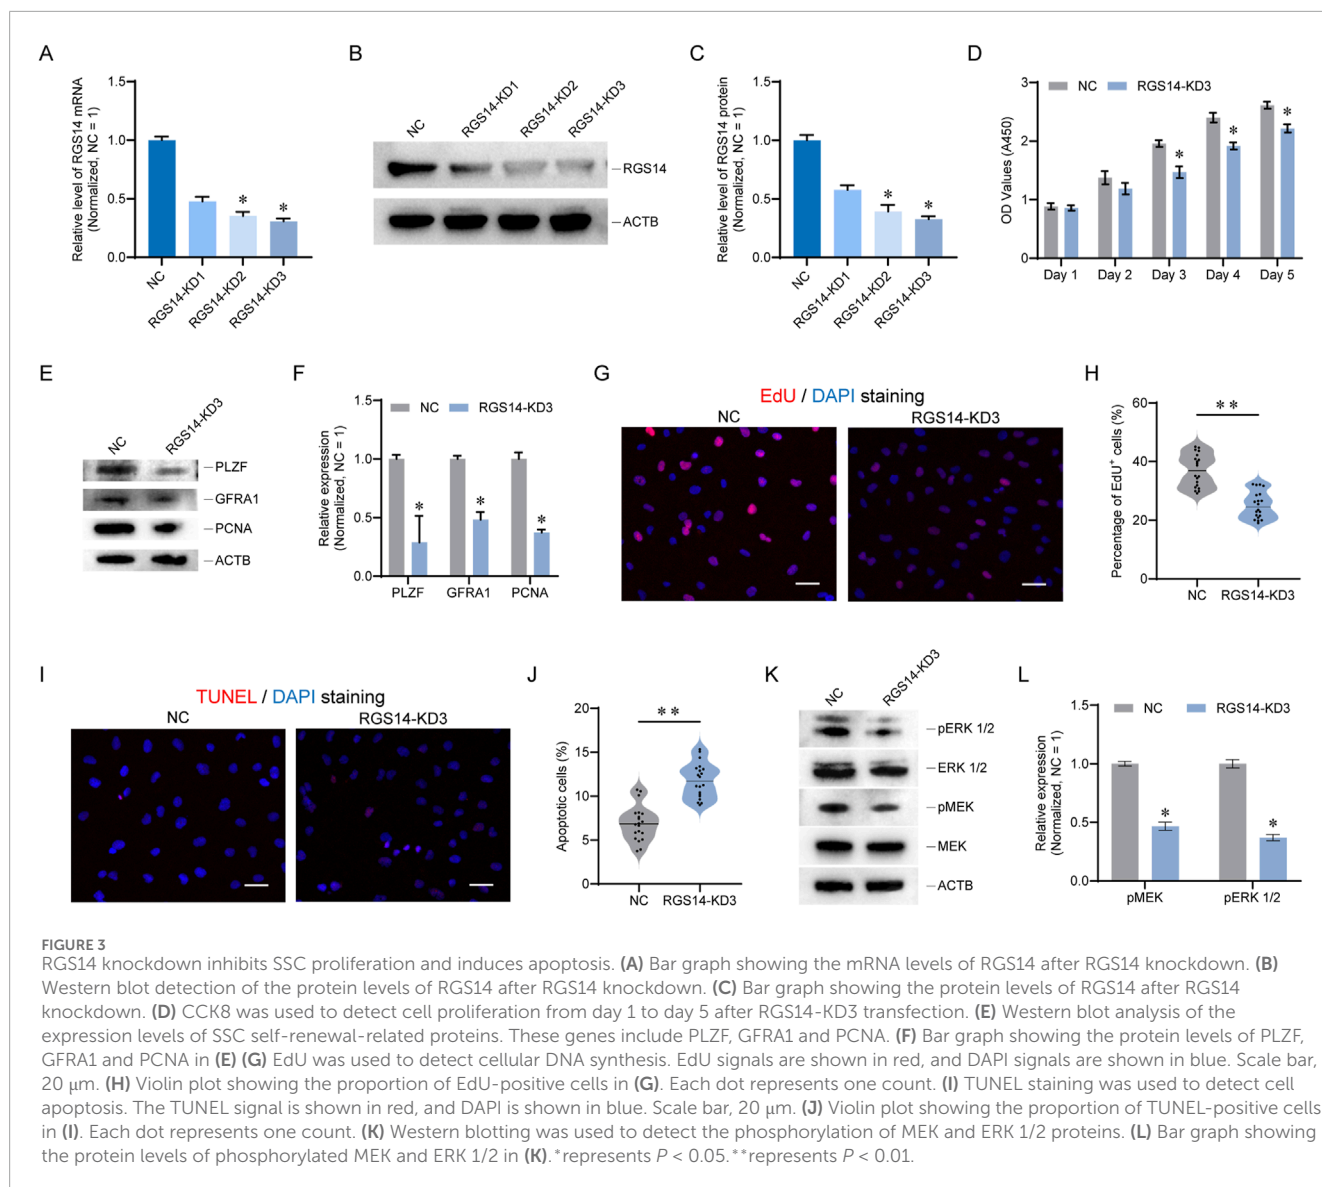 A
Relative level of RGS14 mRNA
(Normalized, NC = 1)
1.5
1.0
0.5
0.0
*
*
NC
RGS14-KD1
RGS14-KD2
RGS14-KD3
B
NC
RGS14-KD1
RGS14-KD2
RGS14-KD3
RGS14
ACTB
C
Relative level of RGS14 protein
(Normalized, NC = 1)
1.5
1.0
0.5
0.0
*
*
NC
RGS14-KD1
RGS14-KD2
RGS14-KD3
D
NC
RGS14-KD3
OD Values (A450)
3
2
1
0
*
*
*
Day 1
Day 2
Day 3
Day 4
Day 5
E
NC
RGS14-KD3
PLZF
GFRA1
PCNA
ACTB
F
NC
RGS14-KD3
Relative expression
(Normalized, NC = 1)
1.5
1.0
0.5
0.0
*
*
*
PLZF
GFRA1
PCNA
G
EdU / DAPI staining
NC
RGS14-KD3
H
Percentage of EdU⁺ cells (%)
60
40
20
0
**
NC
RGS14-KD3
I
TUNEL / DAPI staining
NC
RGS14-KD3
J
Apoptotic cells (%)
20
15
10
5
0
**
NC
RGS14-KD3
K
NC
RGS14-KD3
pERK 1/2
ERK 1/2
pMEK
MEK
ACTB
L
NC
RGS14-KD3
Relative expression
(Normalized, NC = 1)
1.5
1.0
0.5
0.0
*
*
pMEK
pERK 1/2
FIGURE 3
RGS14 knockdown inhibits SSC proliferation and induces apoptosis. (A) Bar graph showing the mRNA levels of RGS14 after RGS14 knockdown. (B)
Western blot detection of the protein levels of RGS14 after RGS14 knockdown. (C) Bar graph showing the protein levels of RGS14 after RGS14
knockdown. (D) CCK8 was used to detect cell proliferation from day 1 to day 5 after RGS14-KD3 transfection. (E) Western blot analysis of the
expression levels of SSC self-renewal-related proteins. These genes include PLZF, GFRA1 and PCNA. (F) Bar graph showing the protein levels of PLZF,
GFRA1 and PCNA in (E) (G) EdU was used to detect cellular DNA synthesis. EdU signals are shown in red, and DAPI signals are shown in blue. Scale bar,
20 μm. (H) Violin plot showing the proportion of EdU-positive cells in (G). Each dot represents one count. (I) TUNEL staining was used to detect cell
apoptosis. The TUNEL signal is shown in red, and DAPI is shown in blue. Scale bar, 20 μm. (J) Violin plot showing the proportion of TUNEL-positive cells
in (I). Each dot represents one count. (K) Western blotting was used to detect the phosphorylation of MEK and ERK 1/2 proteins. (L) Bar graph showing
the protein levels of phosphorylated MEK and ERK 1/2 in (K).*represents P < 0.05.**represents P < 0.01.